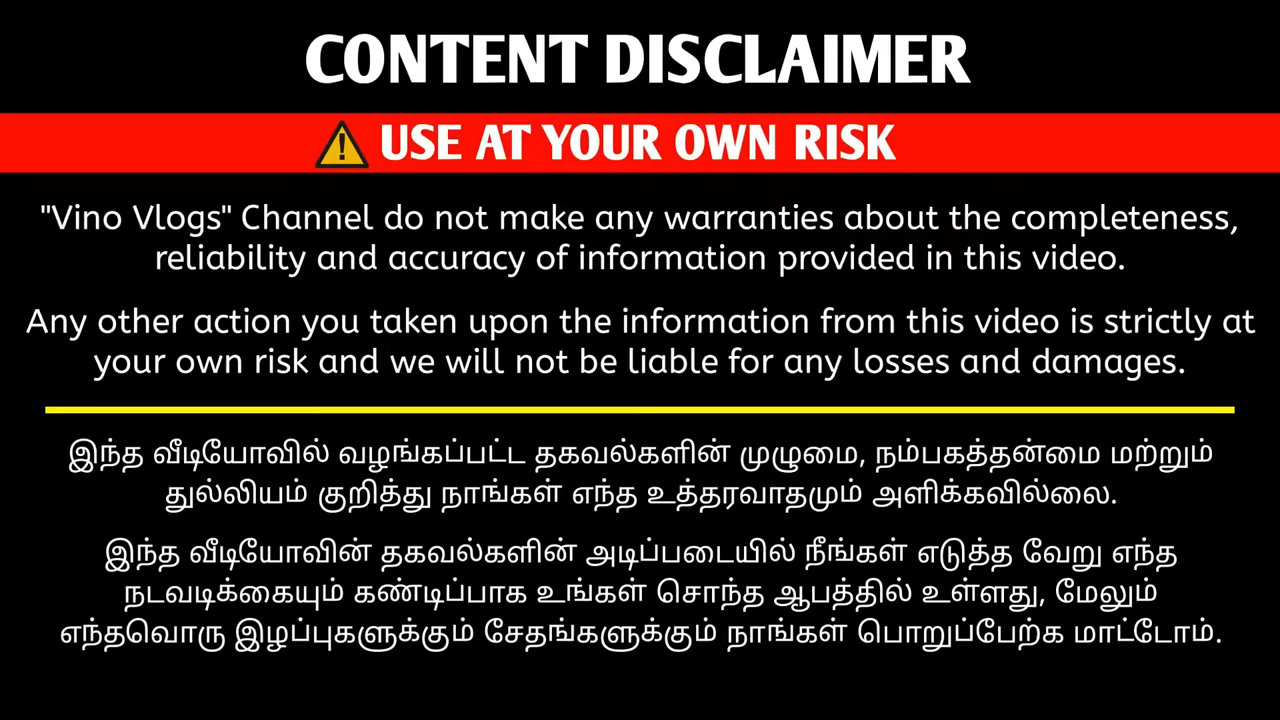 CONTENT DISCLAIMER
USE AT YOUR OWN RISK
"Vino Vlogs" Channel do not make any warranties about the completeness,
reliability and accuracy of information provided in this video.
Any other action you taken upon the information from this video is strictly at
your own risk and we will not be liable for any losses and damages.
இந்த வீடியோவில் வழங்கப்பட்ட தகவல்களின் முழுமை, நம்பகத்தன்மை மற்றும்
துல்லியம் குறித்து நாங்கள் எந்த உத்தரவாதமும் அளிக்கவில்லை.
இந்த வீடியோவின் தகவல்களின் அடிப்படையில் நீங்கள் எடுத்த வேறு எந்த
நடவடிக்கையும் கண்டிப்பாக உங்கள் சொந்த ஆபத்தில் உள்ளது, மேலும்
எந்தவொரு இழப்புகளுக்கும் சேதங்களுக்கும் நாங்கள் பொறுப்பேற்க மாட்டோம்.